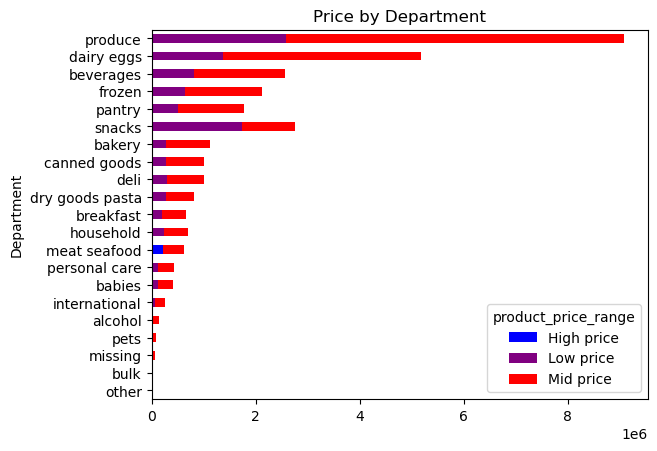 Price by Department
Department
produce
dairy eggs
beverages
frozen
pantry
snacks
bakery
canned goods
deli
dry goods pasta
breakfast
household
meat seafood
personal care
babies
international
alcohol
pets
missing
bulk
other
product_price_range
High price
Low price
Mid price
0 2 4 6 8
1e6